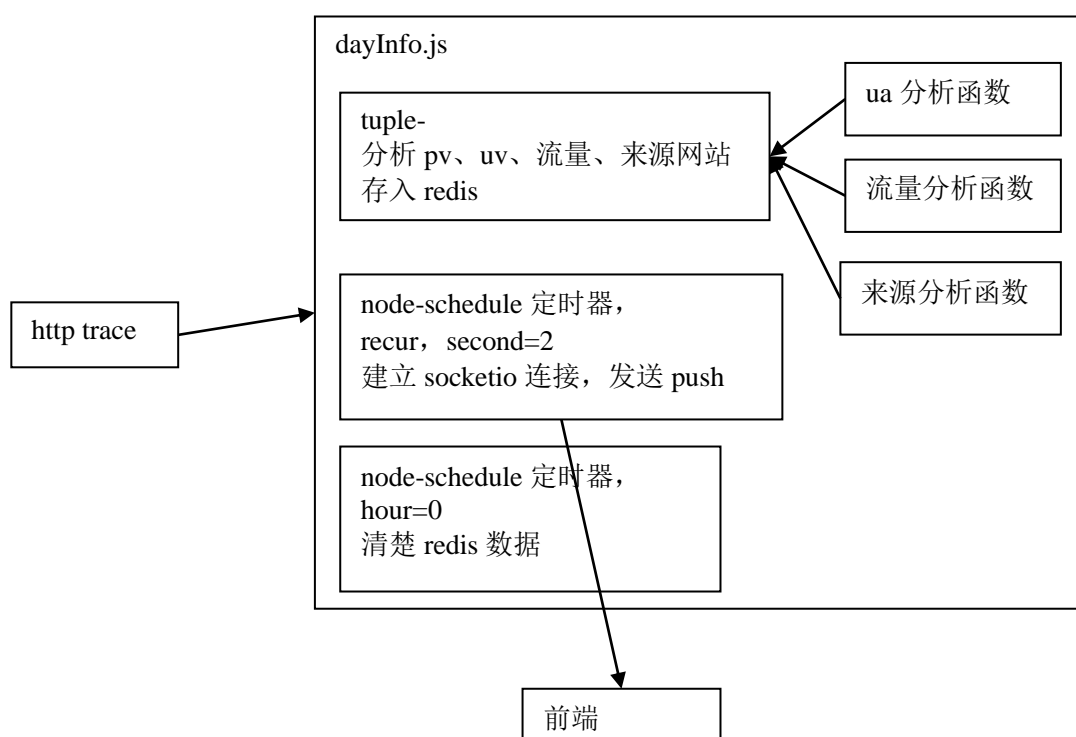 dayInfo.js
tuple-
分析 pv、uv、流量、来源网站
存入 redis
ua 分析函数
流量分析函数
来源分析函数
http trace
node-schedule 定时器，
recur，second=2
建立 socketio 连接，发送 push
node-schedule 定时器，
hour=0
清楚 redis 数据
前端